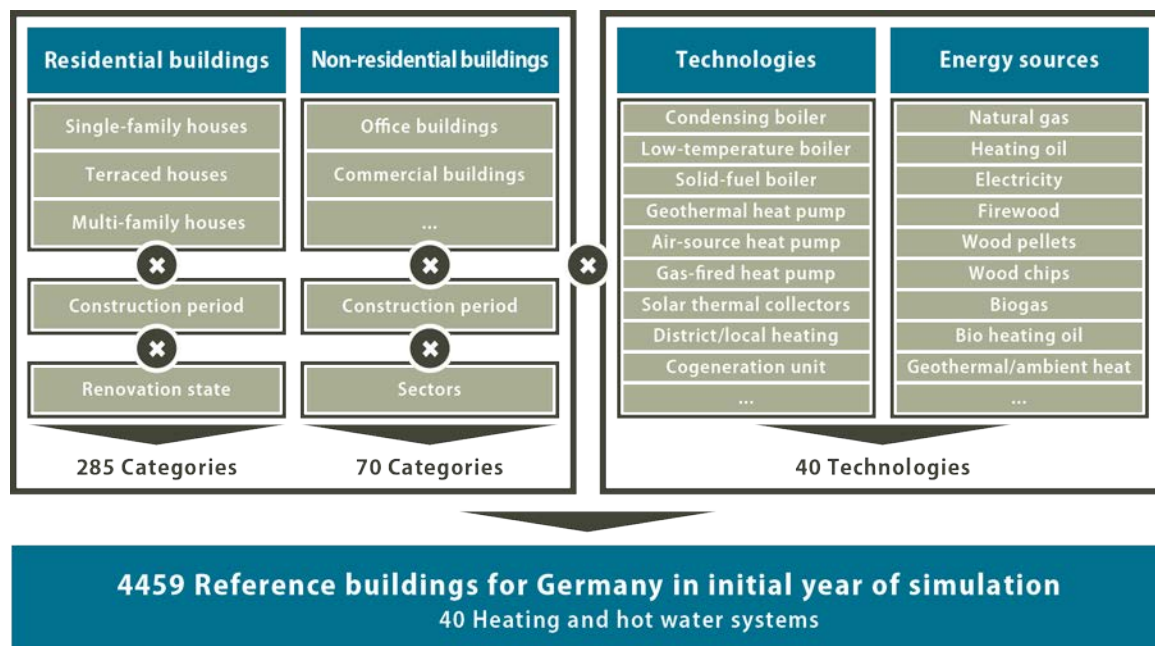 Residential buildings
Single-family houses
Terraced houses
Multi-family houses
Construction period
Renovation state
285 Categories
Non-residential buildings
Office buildings
Commercial buildings
...
Construction period
Sectors
70 Categories
Technologies
Condensing boiler
Low-temperature boiler
Solid-fuel boiler
Geothermal heat pump
Air-source heat pump
Gas-fired heat pump
Solar thermal collectors
District/local heating
Cogeneration unit
...
Energy sources
Natural gas
Heating oil
Electricity
Firewood
Wood pellets
Wood chips
Biogas
Bio heating oil
Geothermal/ambient heat
...
40 Technologies
4459 Reference buildings for Germany in initial year of simulation
40 Heating and hot water systems